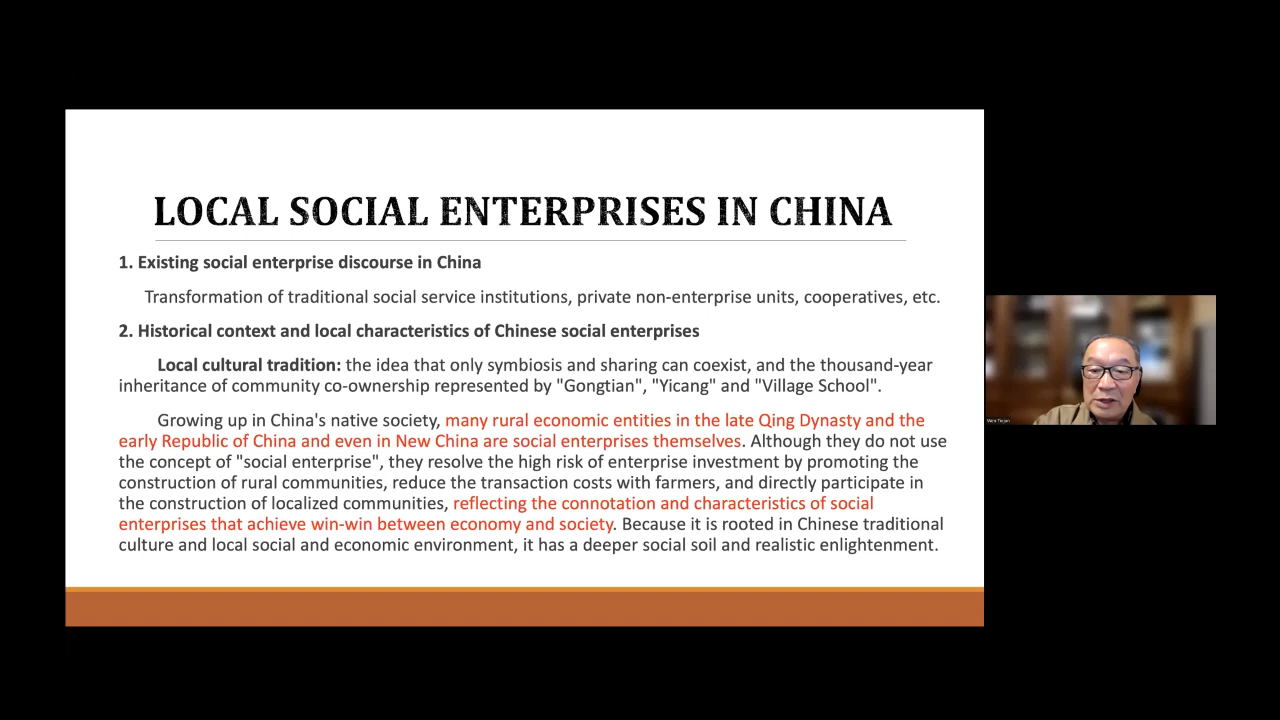 LOCAL SOCIAL ENTERPRISES IN CHINA
1. Existing social enterprise discourse in China
Transformation of traditional social service institutions, private non-enterprise units, cooperatives, etc.
2. Historical context and local characteristics of Chinese social enterprises
Local cultural tradition: the idea that only symbiosis and sharing can coexist, and the thousand-year
inheritance of community co-ownership represented by "Gongtian", "Yicang" and "Village School".
Growing up in China's native society, many rural economic entities in the late Qing Dynasty and the
early Republic of China and even in New China are social enterprises themselves. Although they do not use
the concept of "social enterprise", they resolve the high risk of enterprise investment by promoting the
construction of rural communities, reduce the transaction costs with farmers, and directly participate in
the construction of localized communities, reflecting the connotation and characteristics of social
enterprises that achieve win-win between economy and society. Because it is rooted in Chinese traditional
culture and local social and economic environment, it has a deeper social soil and realistic enlightenment.
Wen Tiejun